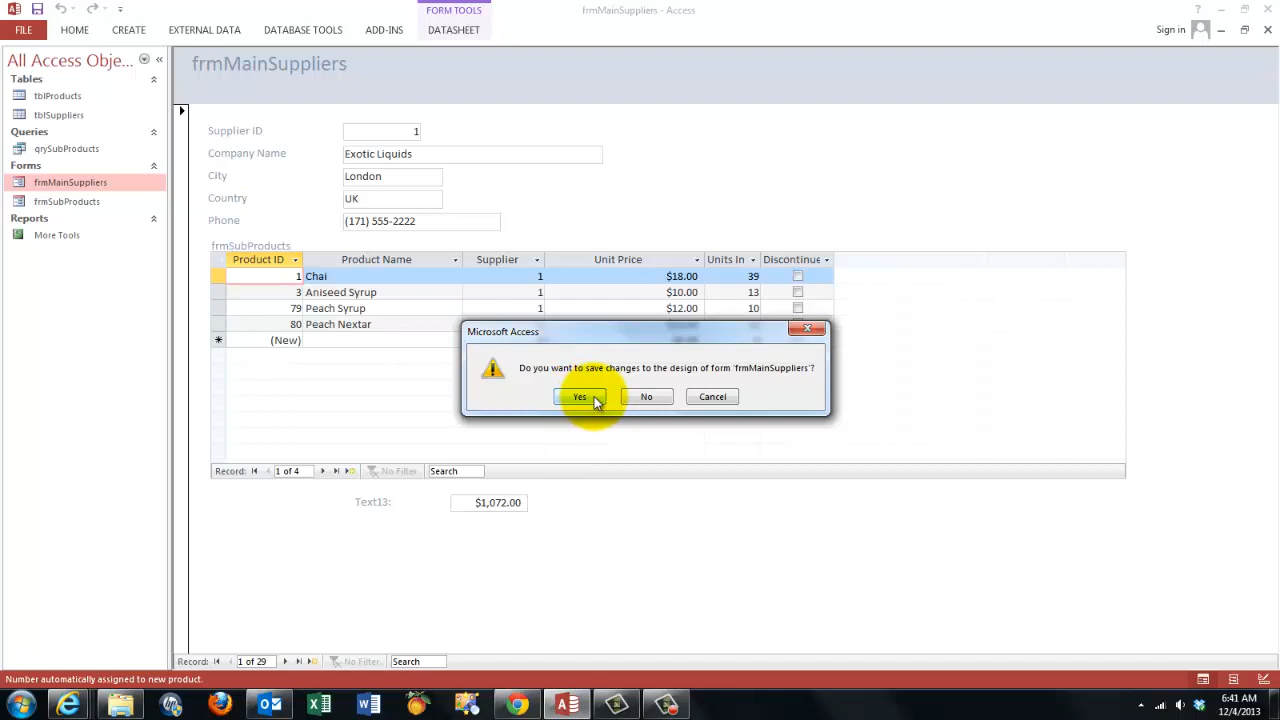 FORM TOOLS
frmMainSuppliers - Access
?
FILE HOME CREATE EXTERNAL DATA DATABASE TOOLS ADD-INS DATASHEET Sign in
All Access Obje... «
Tables
tblProducts
tblSuppliers
Queries
qrySubProducts
Forms
frmMainSuppliers
frmSubProducts
Reports
More Tools
frmMainSuppliers
Supplier ID 1
Company Name Exotic Liquids
City London
Country UK
Phone (171) 555-2222
frmSubProducts
Product ID Product Name Supplier Unit Price Units In Discontinue
1 Chai 1 $18.00 39
3 Aniseed Syrup 1 $10.00 13
79 Peach Syrup 1 $12.00 10
80 Peach Nextar
* (New)
Microsoft Access
Do you want to save changes to the design of form 'frmMainSuppliers'?
Yes No Cancel
Record: 1 of 4 No Filter Search
Text13: $1,072.00
Record: 1 of 29 No Filter Search
Number automatically assigned to new product.
6:41 AM
12/4/2013